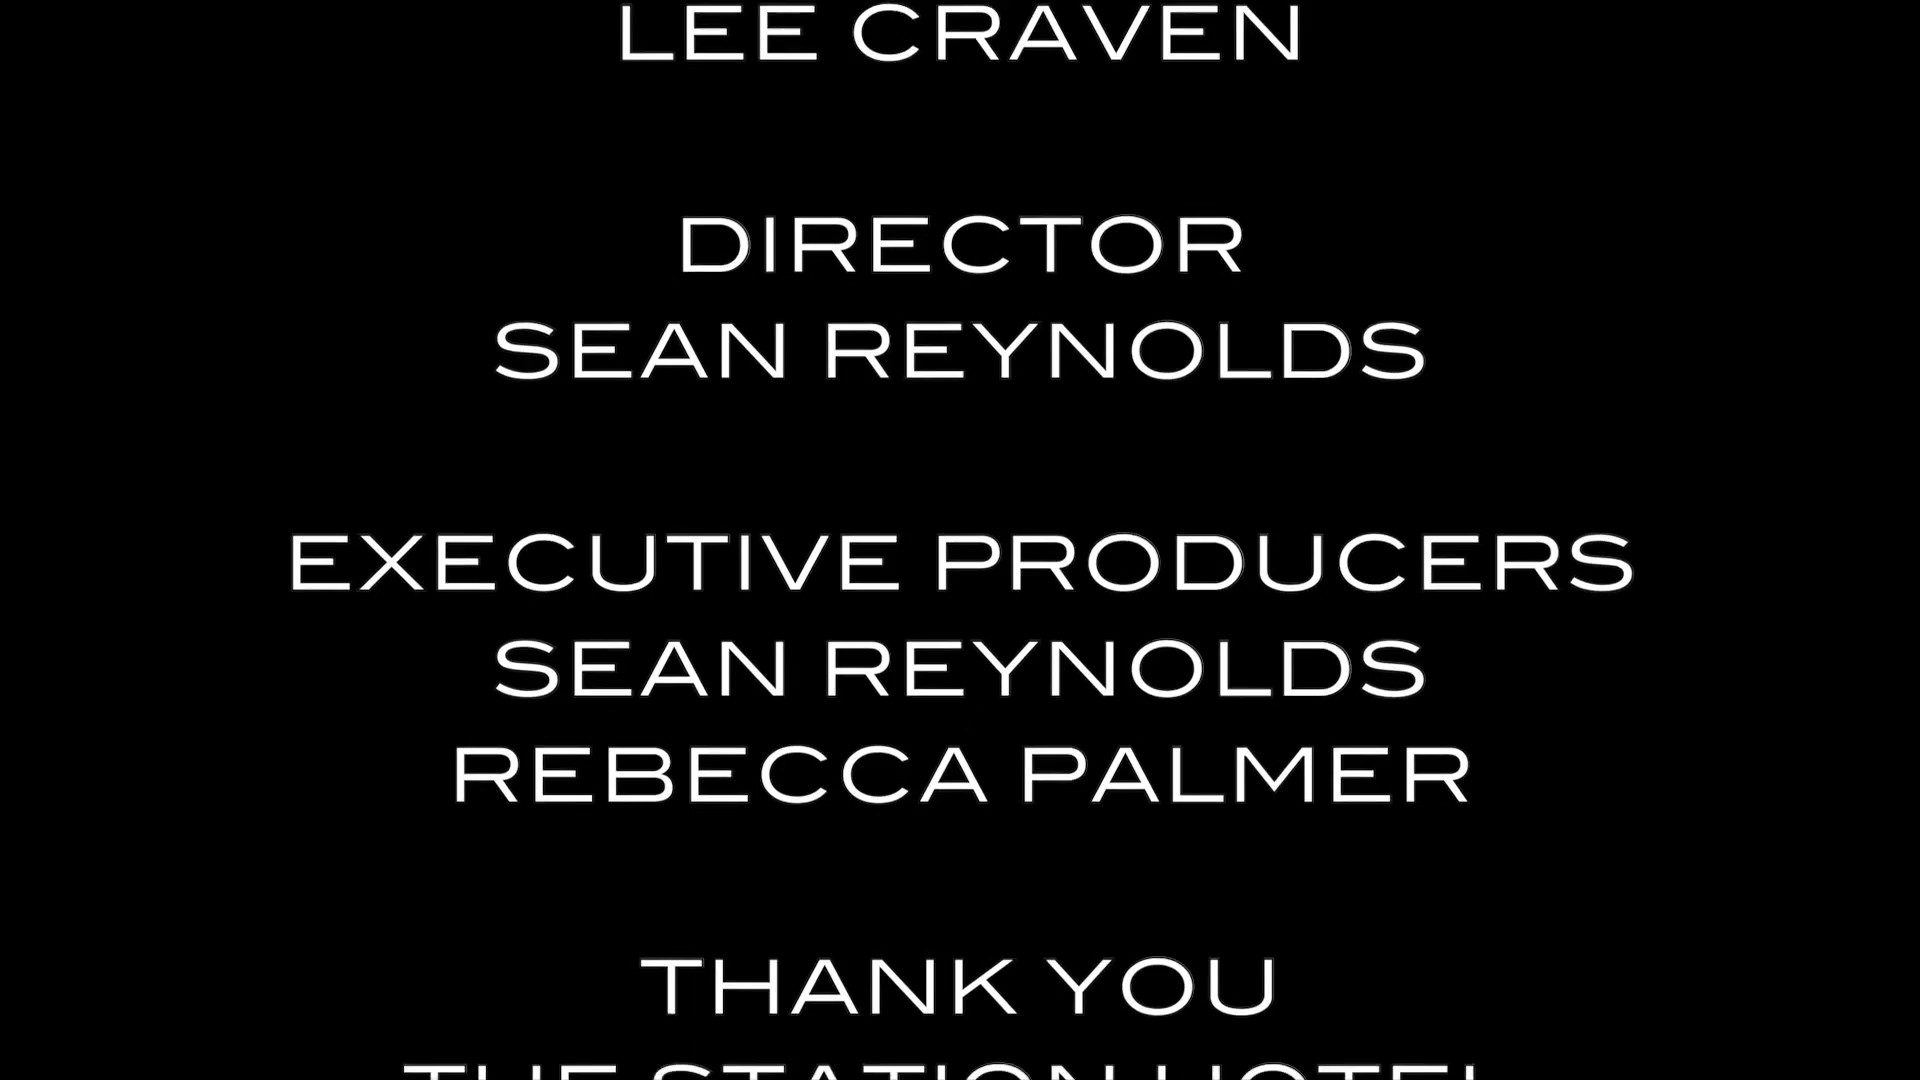 LEE CRAVEN
DIRECTOR
SEAN REYNOLDS
EXECUTIVE PRODUCERS
SEAN REYNOLDS
REBECCA PALMER
THANK YOU
THE STATION HOTEL